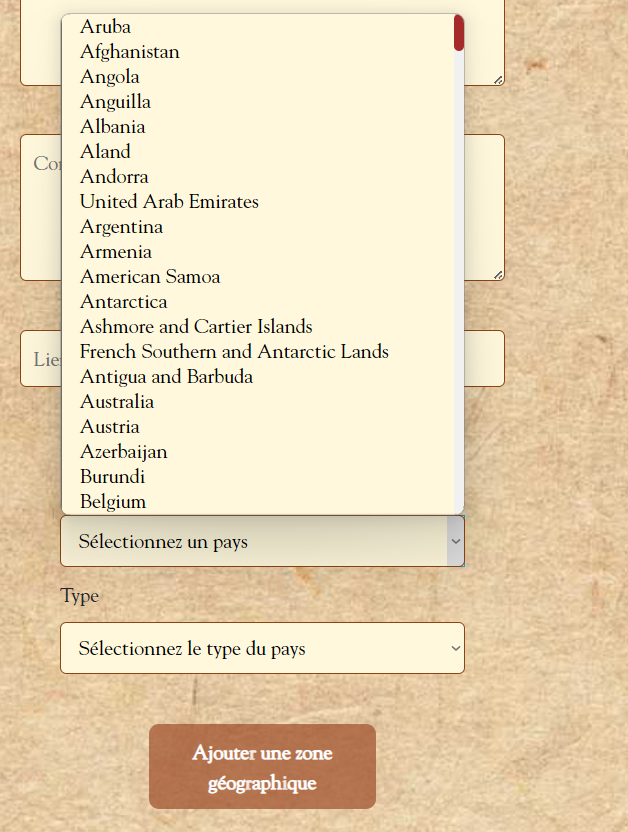 Aruba
Afghanistan
Angola
Anguilla
Albania
Aland
Andorra
United Arab Emirates
Argentina
Armenia
American Samoa
Antarctica
Ashmore and Cartier Islands
French Southern and Antarctic Lands
Antigua and Barbuda
Australia
Austria
Azerbaijan
Burundi
Belgium
Sélectionnez un pays
Type
Sélectionnez le type du pays
Ajouter une zone
géographique